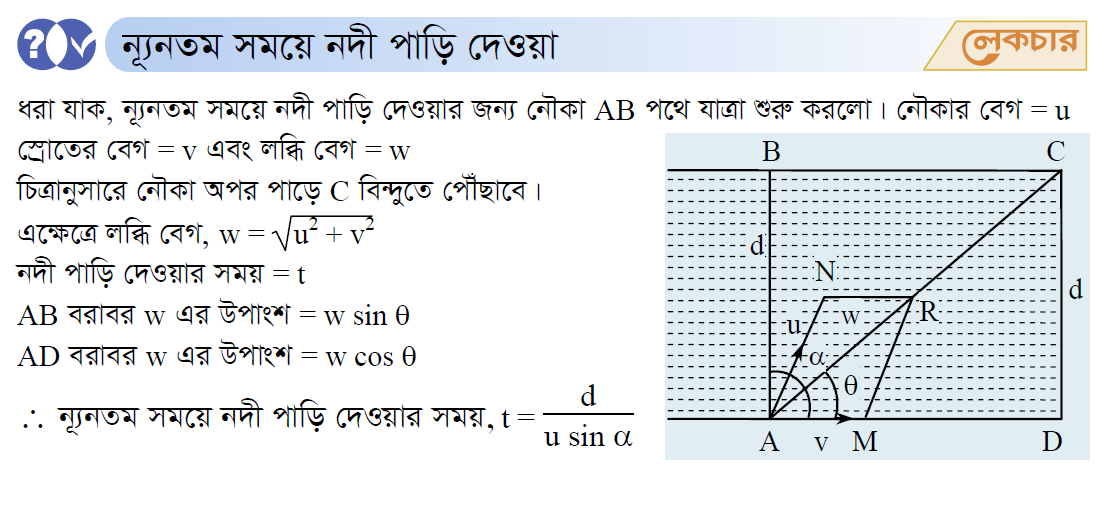 ন্যূনতম সময়ে নদী পাড়ি দেওয়া
লেকচার
ধরা যাক, ন্যূনতম সময়ে নদী পাড়ি দেওয়ার জন্য নৌকা AB পথে যাত্রা শুরু করলো। নৌকার বেগ = u
স্রোতের বেগ = v এবং লব্ধি বেগ = w
চিত্রানুসারে নৌকা অপর পাড়ে C বিন্দুতে পৌঁছাবে।
এক্ষেত্রে লব্ধি বেগ, w = √(u² + v²)
নদী পাড়ি দেওয়ার সময় = t
AB বরাবর w এর উপাংশ = w sin θ
AD বরাবর w এর উপাংশ = w cos θ
∴ ন্যূনতম সময়ে নদী পাড়ি দেওয়ার সময়, t = d / (u sin α)
B C
d
N
d
u w R
α
θ
A v M D